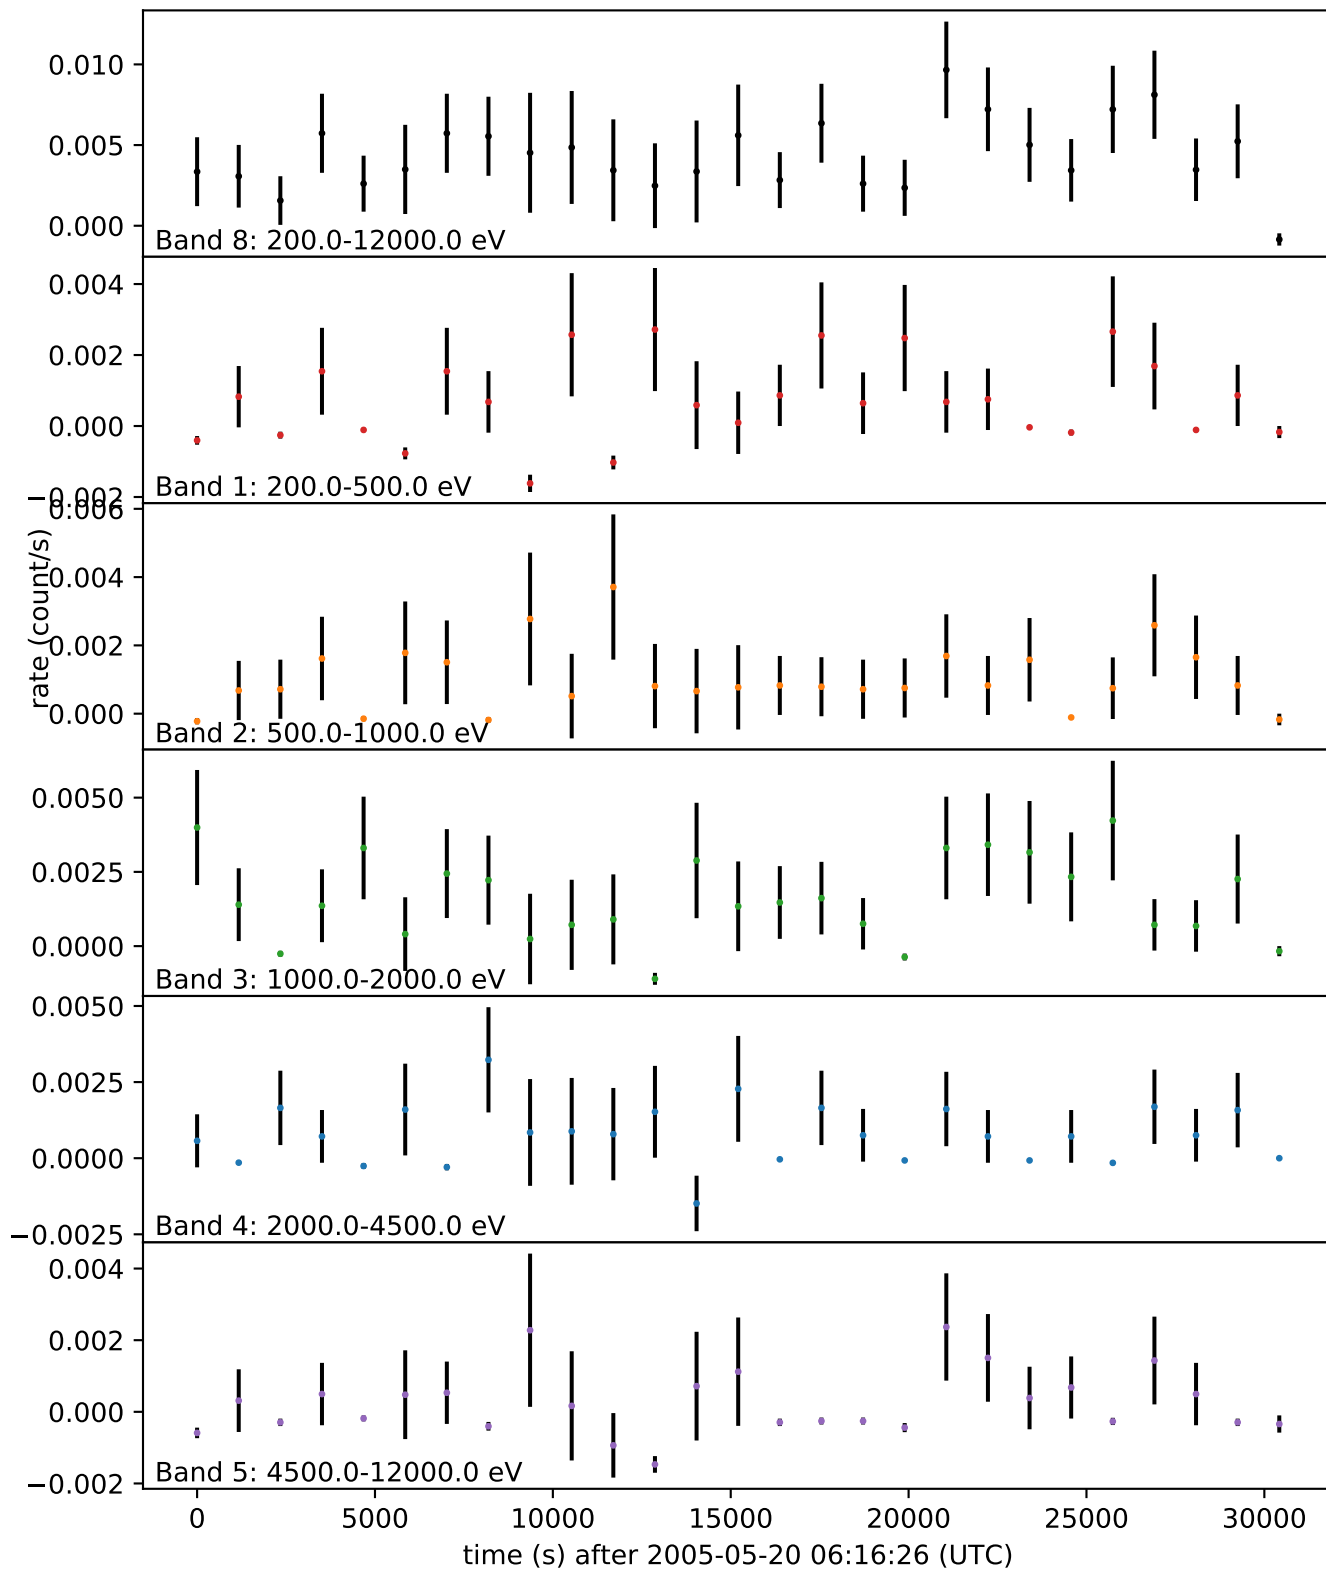 0.010
0.005
0.000
Band 8: 200.0-12000.0 eV
0.004
0.002
0.000
−0.002
Band 1: 200.0-500.0 eV
rate (count/s)
0.006
0.004
0.002
0.000
Band 2: 500.0-1000.0 eV
0.0050
0.0025
0.0000
Band 3: 1000.0-2000.0 eV
0.0050
0.0025
0.0000
−0.0025
Band 4: 2000.0-4500.0 eV
0.004
0.002
0.000
−0.002
Band 5: 4500.0-12000.0 eV
0 5000 10000 15000 20000 25000 30000
time (s) after 2005-05-20 06:16:26 (UTC)